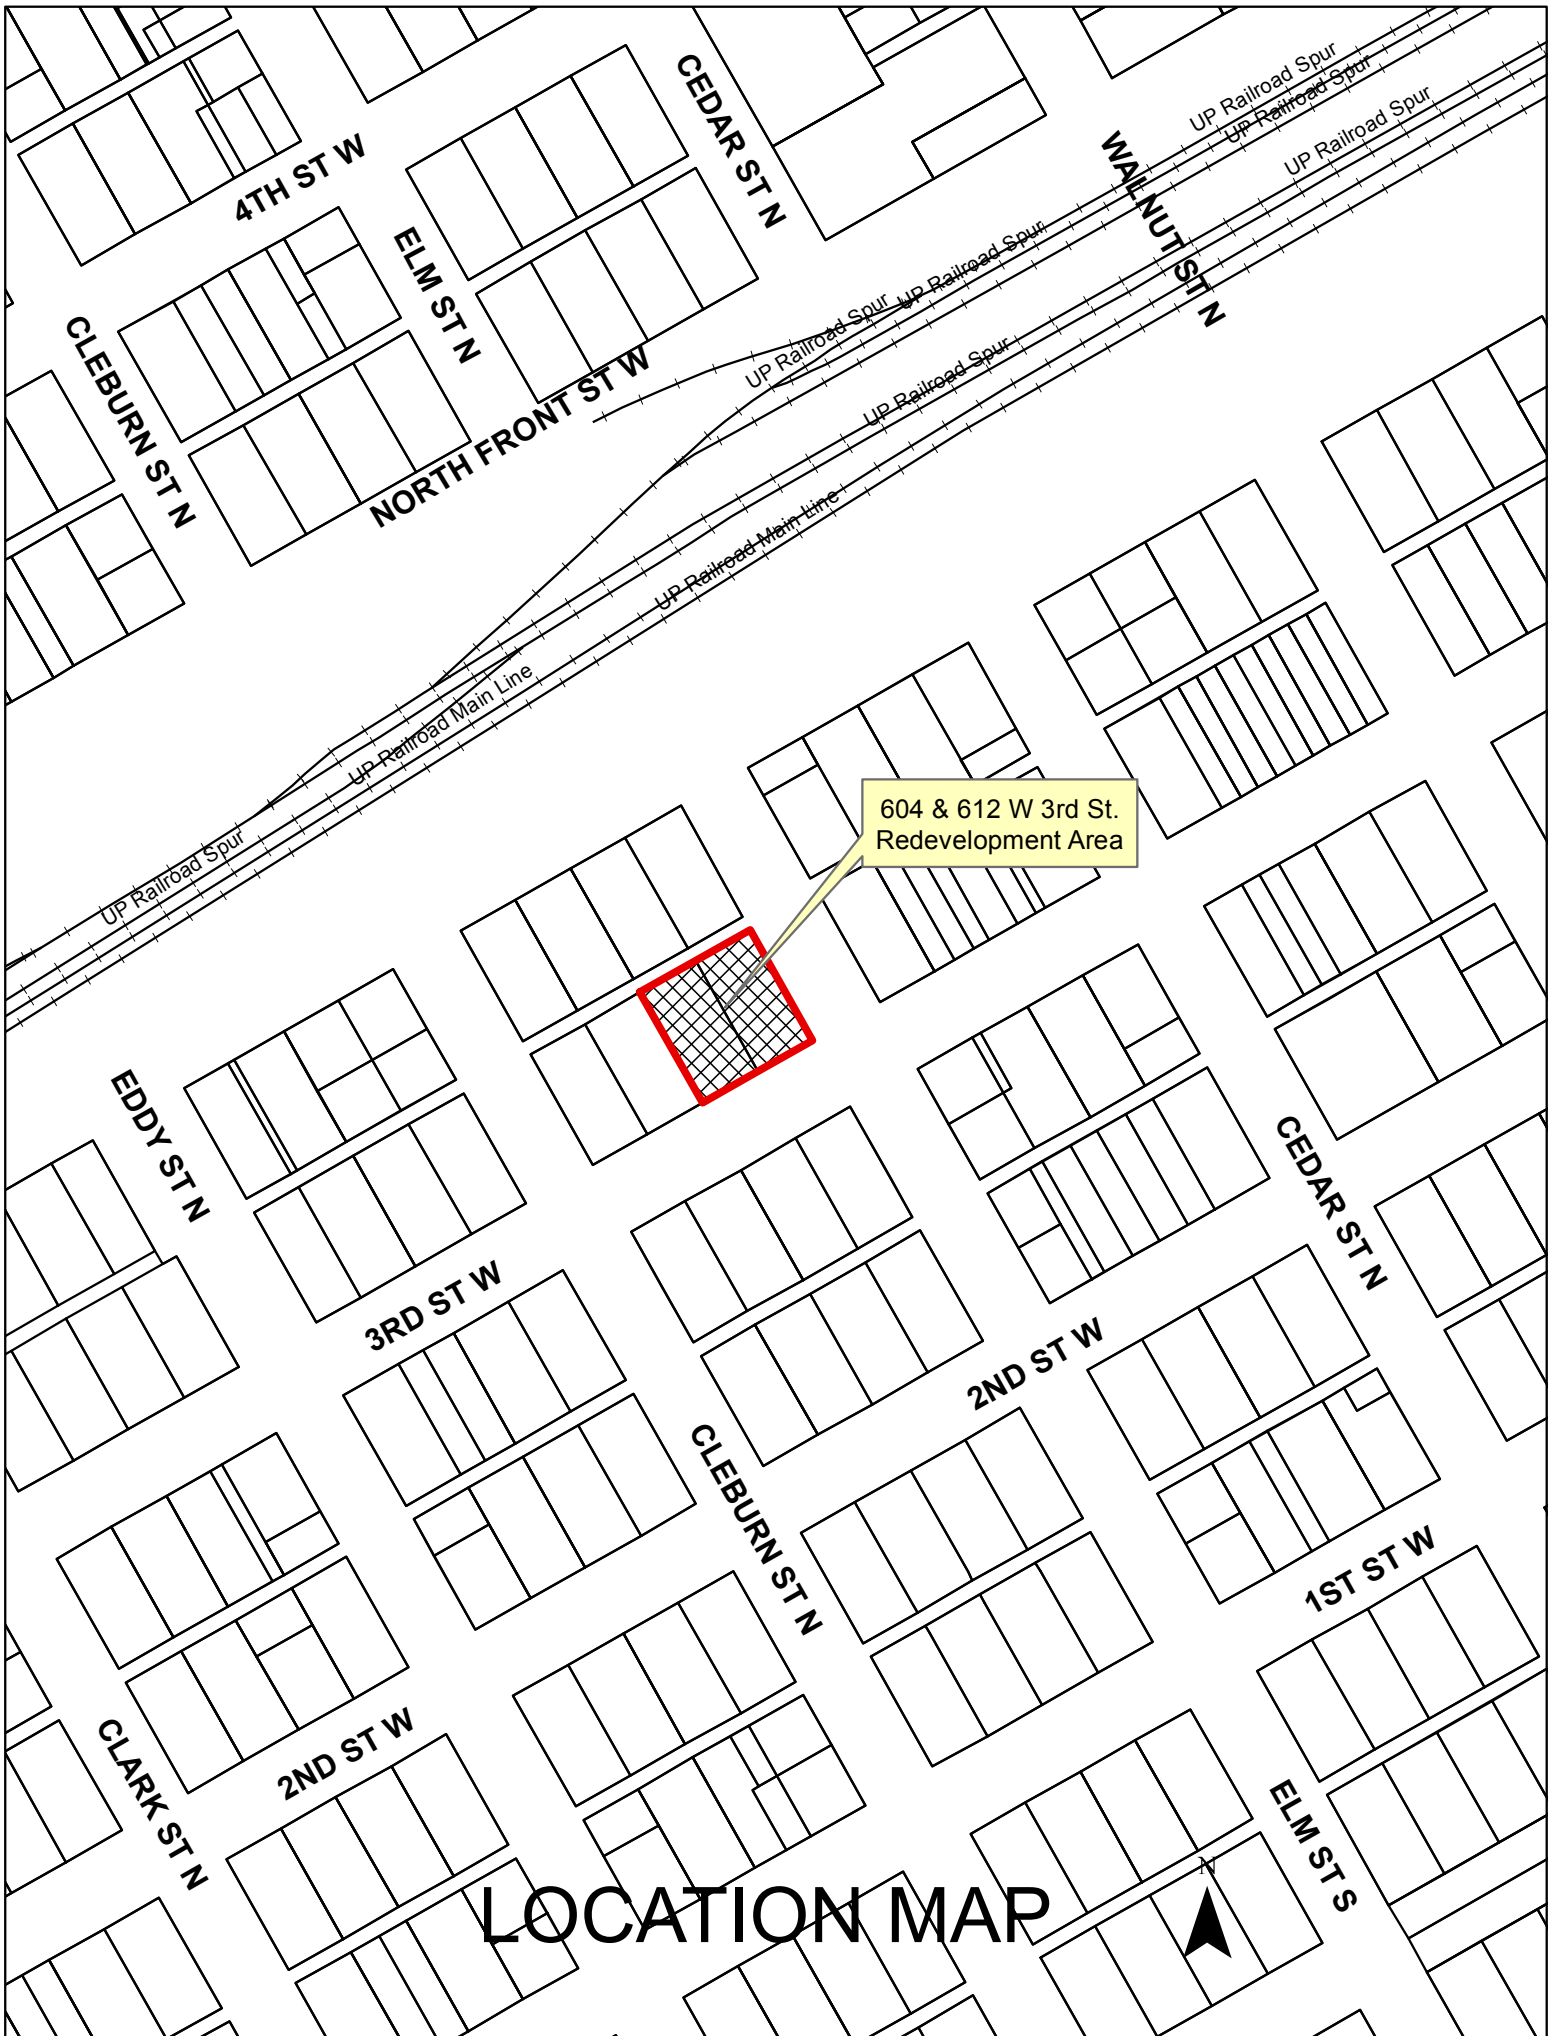 CEDAR ST N
UP Railroad Spur
UP Railroad Spur
UP Railroad Spur
WALNUT ST N
4TH ST W
ELM ST N
UP Railroad Spur
UP Railroad Spur
CLEBURN ST N
NORTH FRONT ST W
UP Railroad Spur
UP Railroad Main Line
UP Railroad Main Line
604 & 612 W 3rd St.
Redevelopment Area
UP Railroad Spur
EDDY ST N
CEDAR ST N
3RD ST W
2ND ST W
CLEBURN ST N
1ST ST W
2ND ST W
CLARK ST N
ELM ST S
N
LOCATION MAP